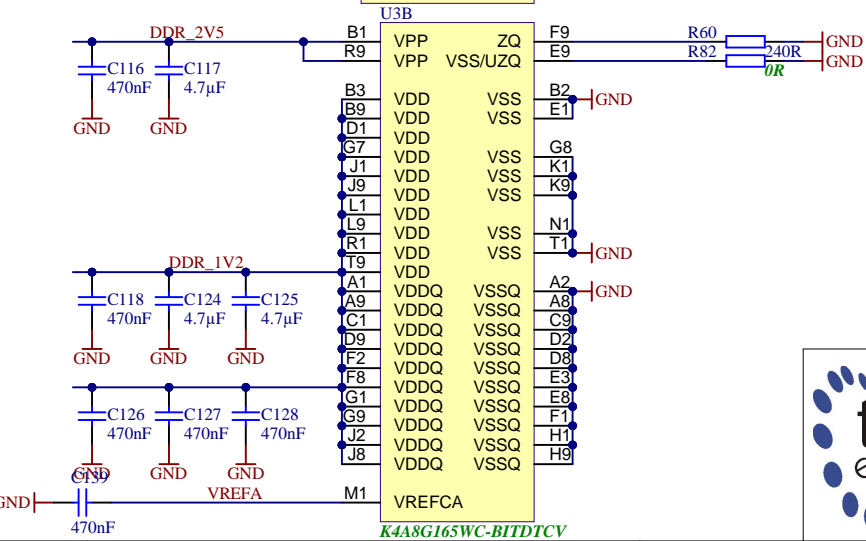 U3B
DDR_2V5 B1 VPP ZQ F9 R60 GND
R9 VPP VSS/UZQ E9 R82 240R GND
0R
C116 C117
470nF 4.7µF
GND GND
B3 VDD VSS B2 GND
B9 VDD VSS E1
D1 VDD
G7 VDD VSS G8
J1 VDD VSS K1
J9 VDD VSS K9
L1 VDD
L9 VDD VSS N1
R1 VDD VSS T1 GND
DDR_1V2 T9 VDD
A1 VDDQ VSSQ A2 GND
C118 C124 C125
470nF 4.7µF 4.7µF
GND GND GND
A9 VDDQ VSSQ A8
C1 VDDQ VSSQ C9
D9 VDDQ VSSQ D2
F2 VDDQ VSSQ D8
F8 VDDQ VSSQ E3
G1 VDDQ VSSQ E8
G9 VDDQ VSSQ F1
J2 VDDQ VSSQ H1
J8 VDDQ VSSQ H9
C126 C127 C128
470nF 470nF 470nF
GND GND GND
C139
GND VREFA M1 VREFCA
470nF
K4A8G165WC-BITDTCV